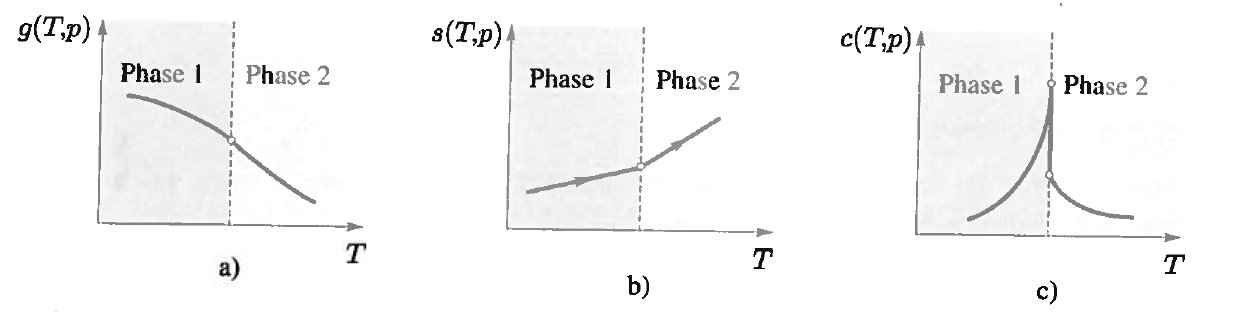 g(T,p)
Phase 1
Phase 2
T
a)
s(T,p)
Phase 1
Phase 2
T
b)
c(T,p)
Phase 1
Phase 2
T
c)